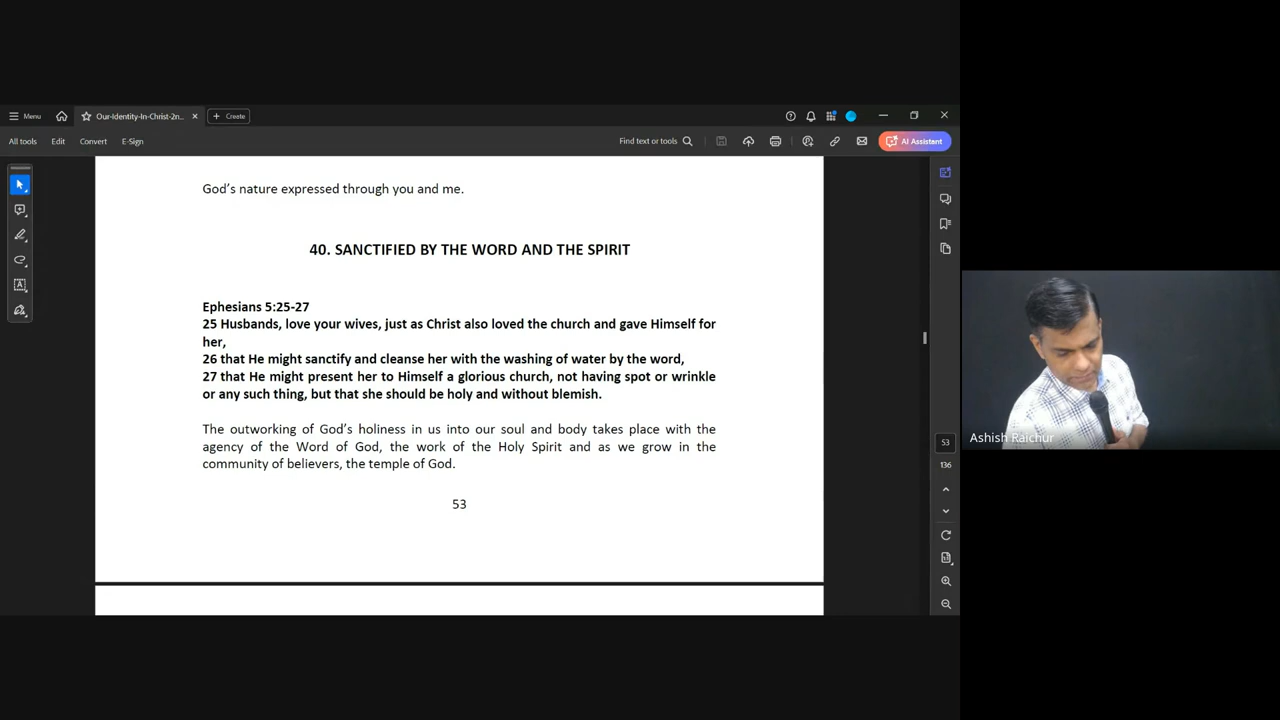 Menu
Our-Identity-In-Christ-2n...
Create
All tools
Edit
Convert
E-Sign
Find text or tools
AI Assistant
God's nature expressed through you and me.
40. SANCTIFIED BY THE WORD AND THE SPIRIT
Ephesians 5:25-27
25 Husbands, love your wives, just as Christ also loved the church and gave Himself for
her,
26 that He might sanctify and cleanse her with the washing of water by the word,
27 that He might present her to Himself a glorious church, not having spot or wrinkle
or any such thing, but that she should be holy and without blemish.
The outworking of God's holiness in us into our soul and body takes place with the
agency of the Word of God, the work of the Holy Spirit and as we grow in the
community of believers, the temple of God.
53
53
136
Ashish Raichur